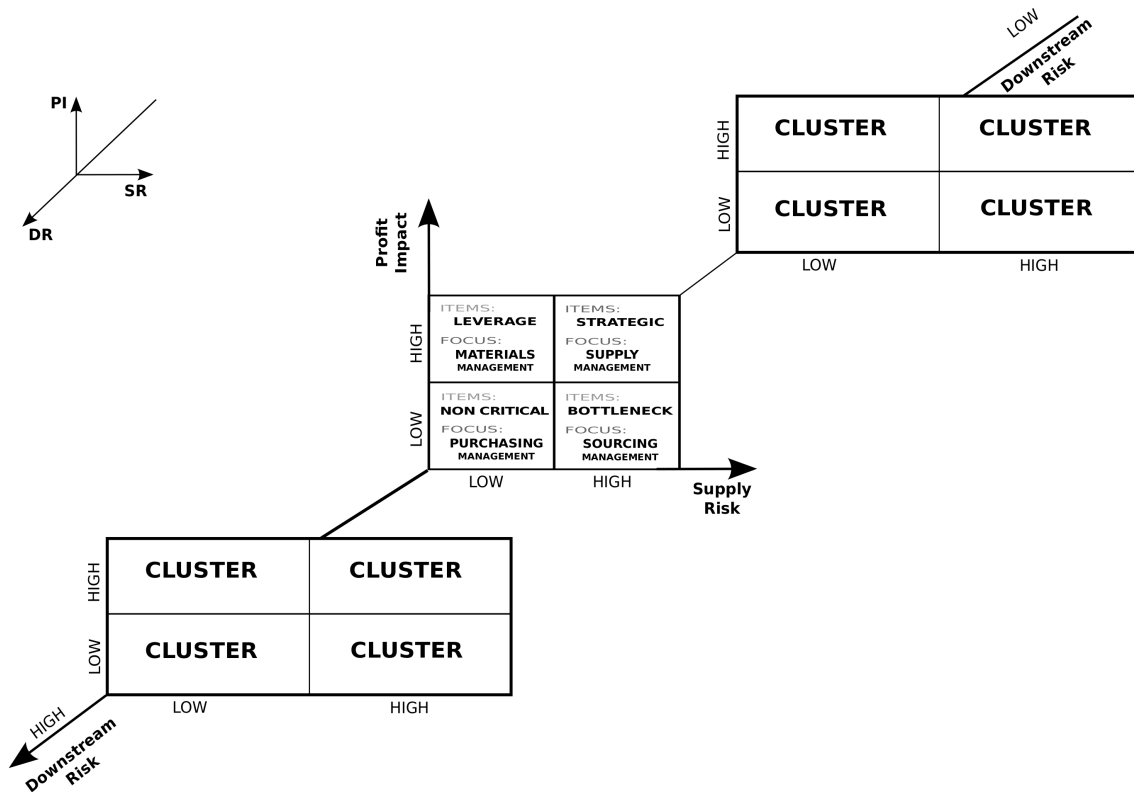 LOW
Downstream
Risk
HIGH
LOW
CLUSTER
CLUSTER
CLUSTER
CLUSTER
LOW
HIGH
PI
SR
DR
Profit
Impact
HIGH
LOW
ITEMS:
LEVERAGE
FOCUS:
MATERIALS
MANAGEMENT
ITEMS:
STRATEGIC
FOCUS:
SUPPLY
MANAGEMENT
ITEMS:
NON CRITICAL
FOCUS:
PURCHASING
MANAGEMENT
ITEMS:
BOTTLENECK
FOCUS:
SOURCING
MANAGEMENT
LOW
HIGH
Supply
Risk
HIGH
LOW
CLUSTER
CLUSTER
CLUSTER
CLUSTER
LOW
HIGH
HIGH
Downstream
Risk